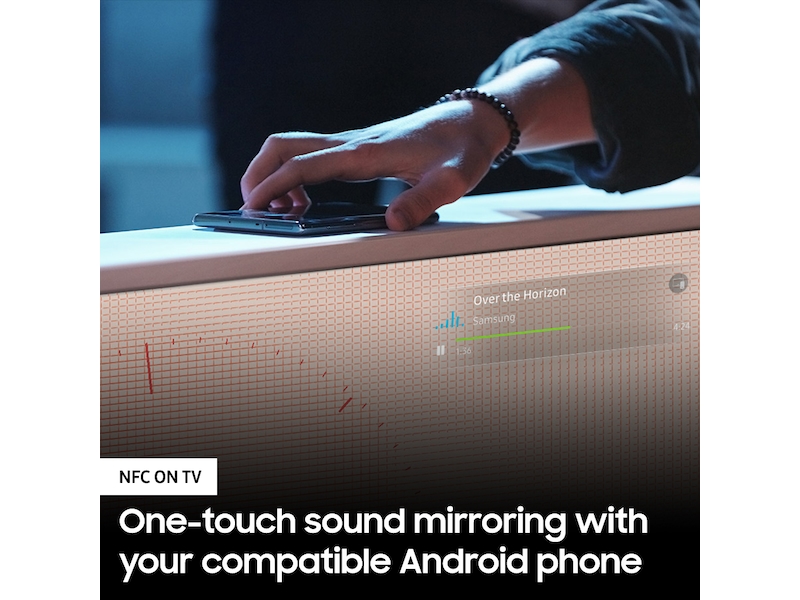 Over the Horizon
Samsung
1:36
4:24
NFC ON TV
One-touch sound mirroring with
your compatible Android phone